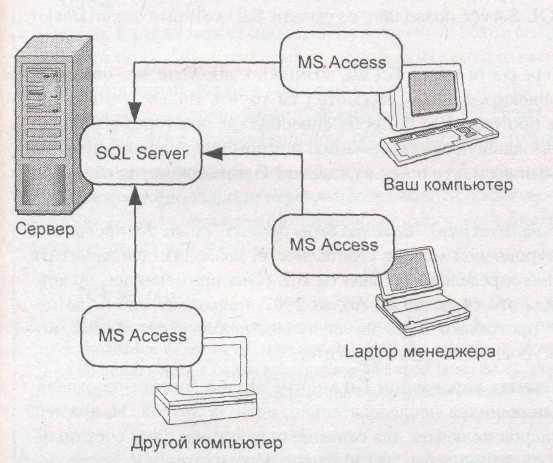 MS Access
SQL Server
Ваш компьютер
Сервер
MS Access
MS Access
Laptop менеджера
Другой компьютер